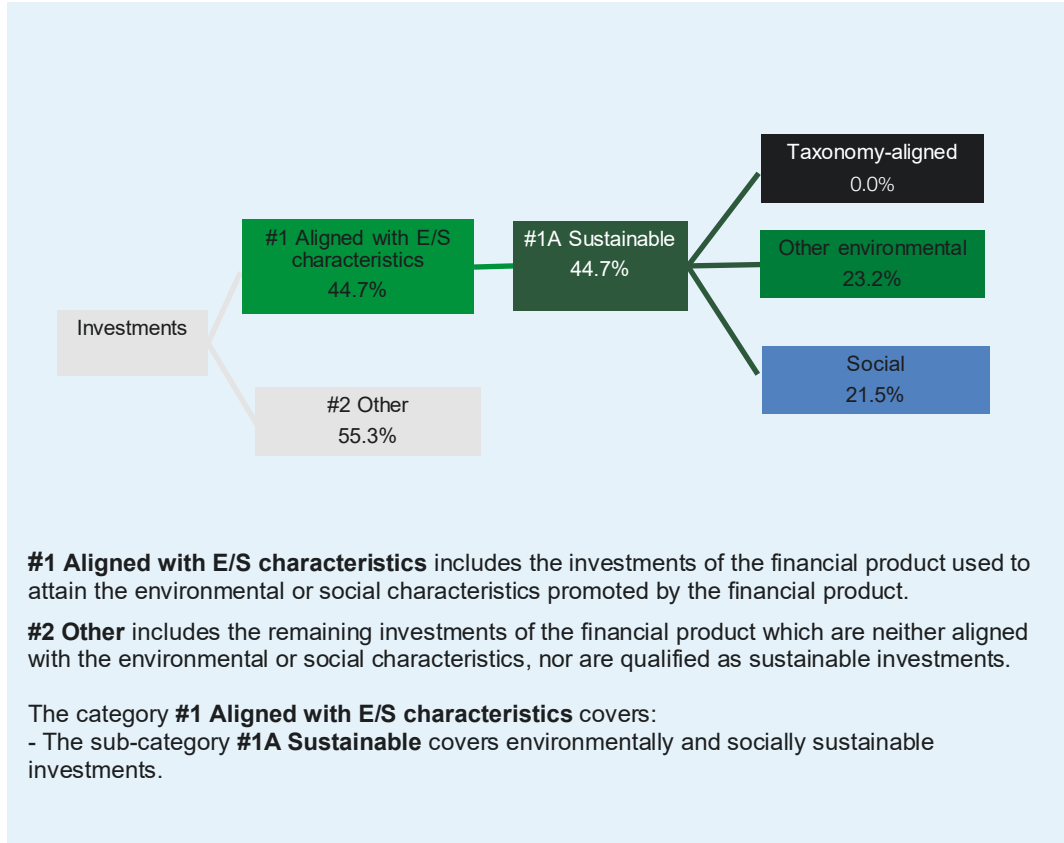 Taxonomy-aligned
0.0%
#1 Aligned with E/S
characteristics
44.7%
#1A Sustainable
44.7%
Other environmental
23.2%
Investments
Social
21.5%
#2 Other
55.3%
#1 Aligned with E/S characteristics includes the investments of the financial product used to
attain the environmental or social characteristics promoted by the financial product.
#2 Other includes the remaining investments of the financial product which are neither aligned
with the environmental or social characteristics, nor are qualified as sustainable investments.
The category #1 Aligned with E/S characteristics covers:
- The sub-category #1A Sustainable covers environmentally and socially sustainable
investments.